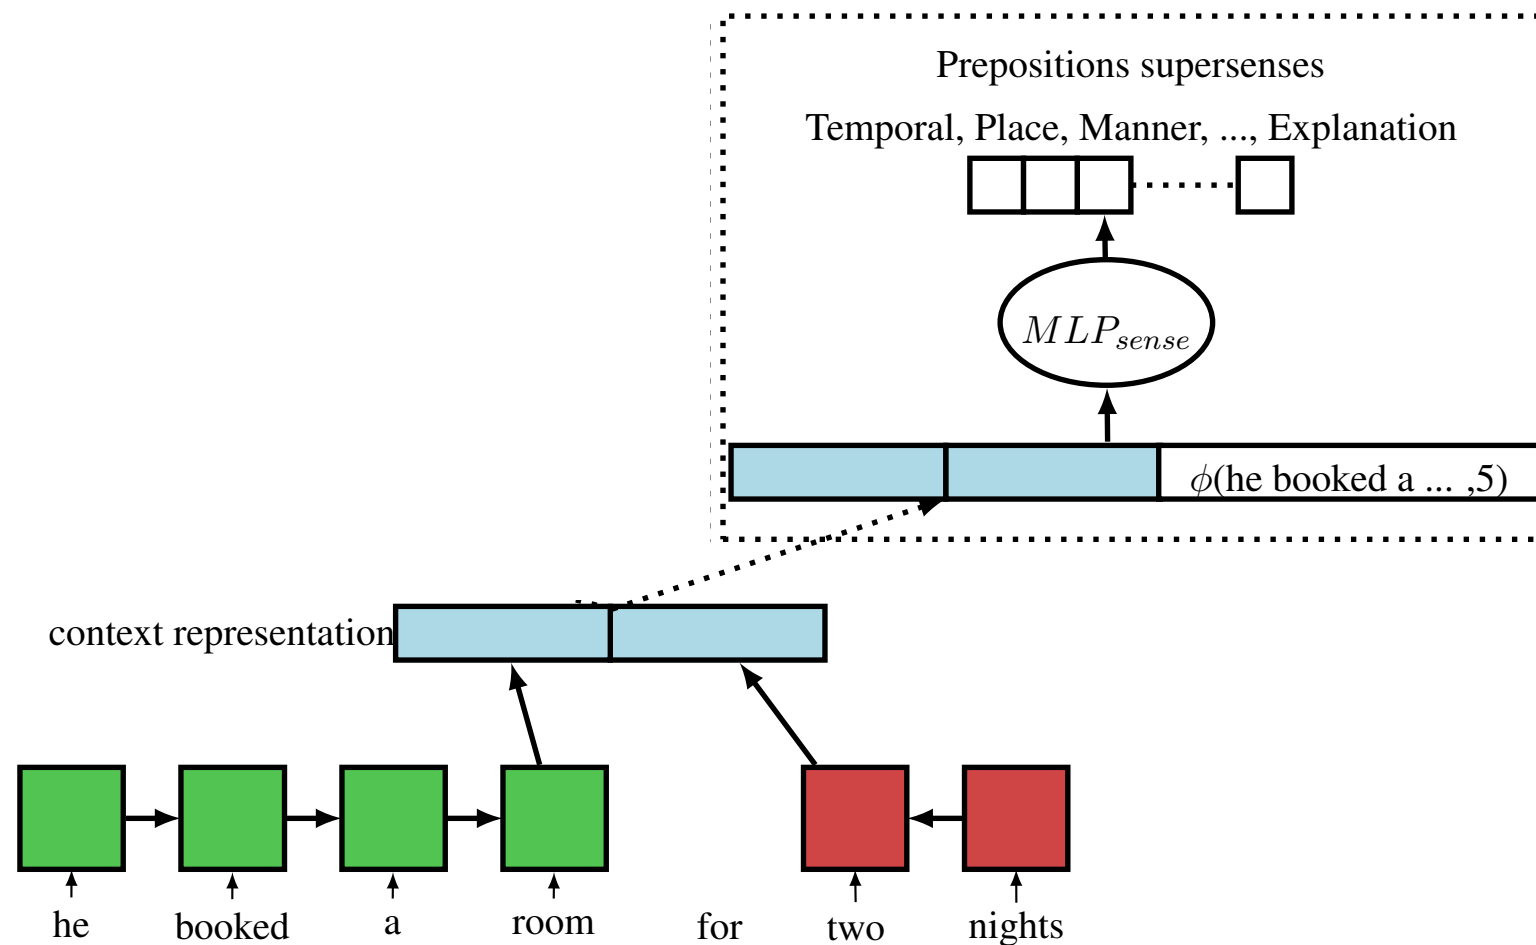 Prepositions supersenses
Temporal, Place, Manner, ..., Explanation
MLP_sense
ϕ(he booked a ... ,5)
context representation
he booked a room for two nights